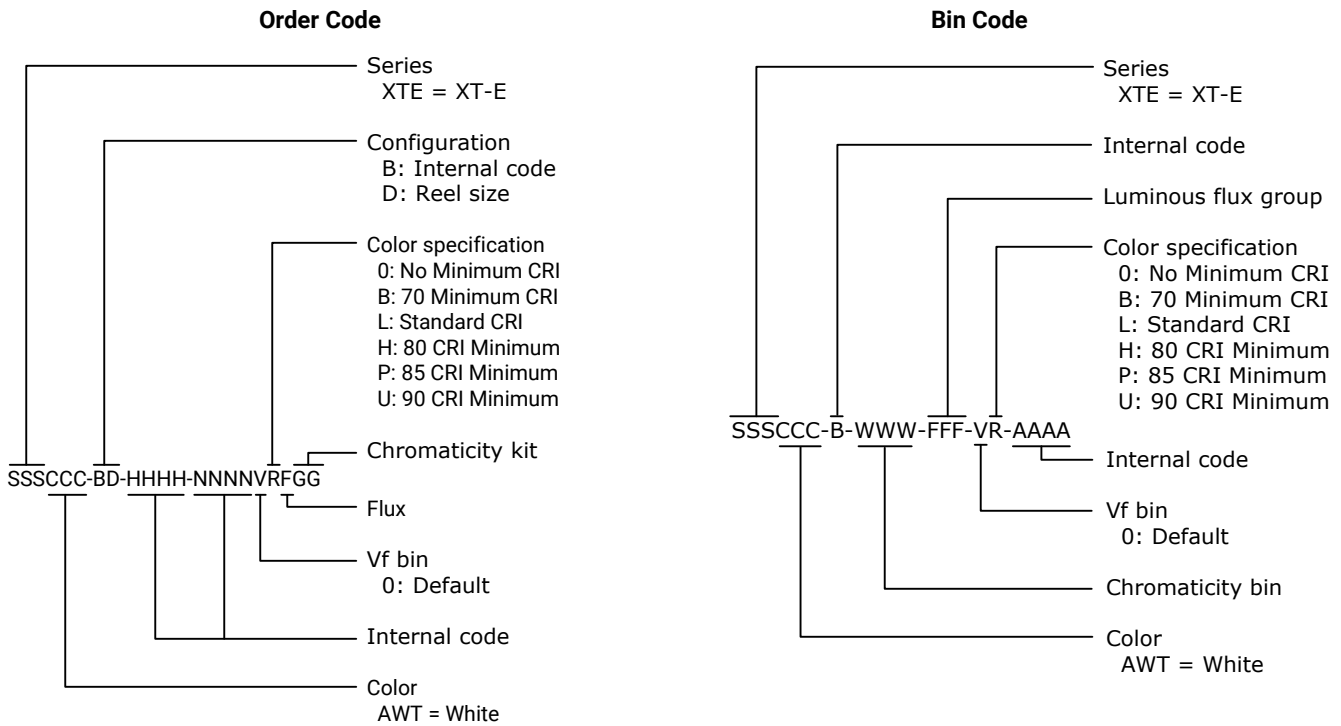 Order Code
Series
XTE = XT-E
Configuration
B: Internal code
D: Reel size
Color specification
0: No Minimum CRI
B: 70 Minimum CRI
L: Standard CRI
H: 80 CRI Minimum
P: 85 CRI Minimum
U: 90 CRI Minimum
Chromaticity kit
SSSCCC-BD-HHHH-NNNNVRFGG
Flux
Vf bin
0: Default
Internal code
Color
AWT = White
Bin Code
Series
XTE = XT-E
Internal code
Luminous flux group
Color specification
0: No Minimum CRI
B: 70 Minimum CRI
L: Standard CRI
H: 80 CRI Minimum
P: 85 CRI Minimum
U: 90 CRI Minimum
SSSCCC-B-WWW-FFF-VR-AAAA
Internal code
Vf bin
0: Default
Chromaticity bin
Color
AWT = White